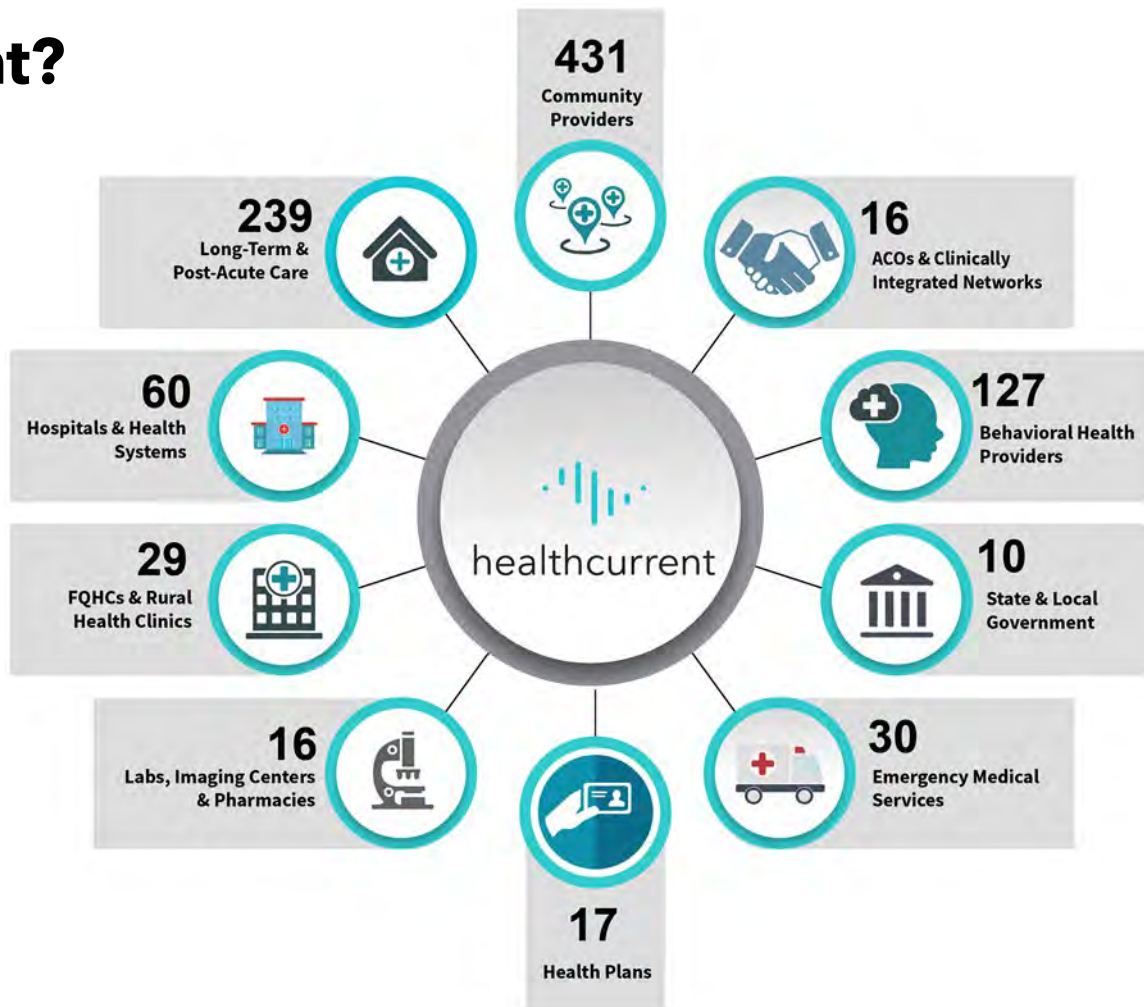 nt?
431
Community
Providers
239
Long-Term &
Post-Acute Care
16
ACOs & Clinically
Integrated Networks
60
Hospitals & Health
Systems
127
Behavioral Health
Providers
healthcurrent
29
FQHCs & Rural
Health Clinics
10
State & Local
Government
16
Labs, Imaging Centers
& Pharmacies
30
Emergency Medical
Services
17
Health Plans